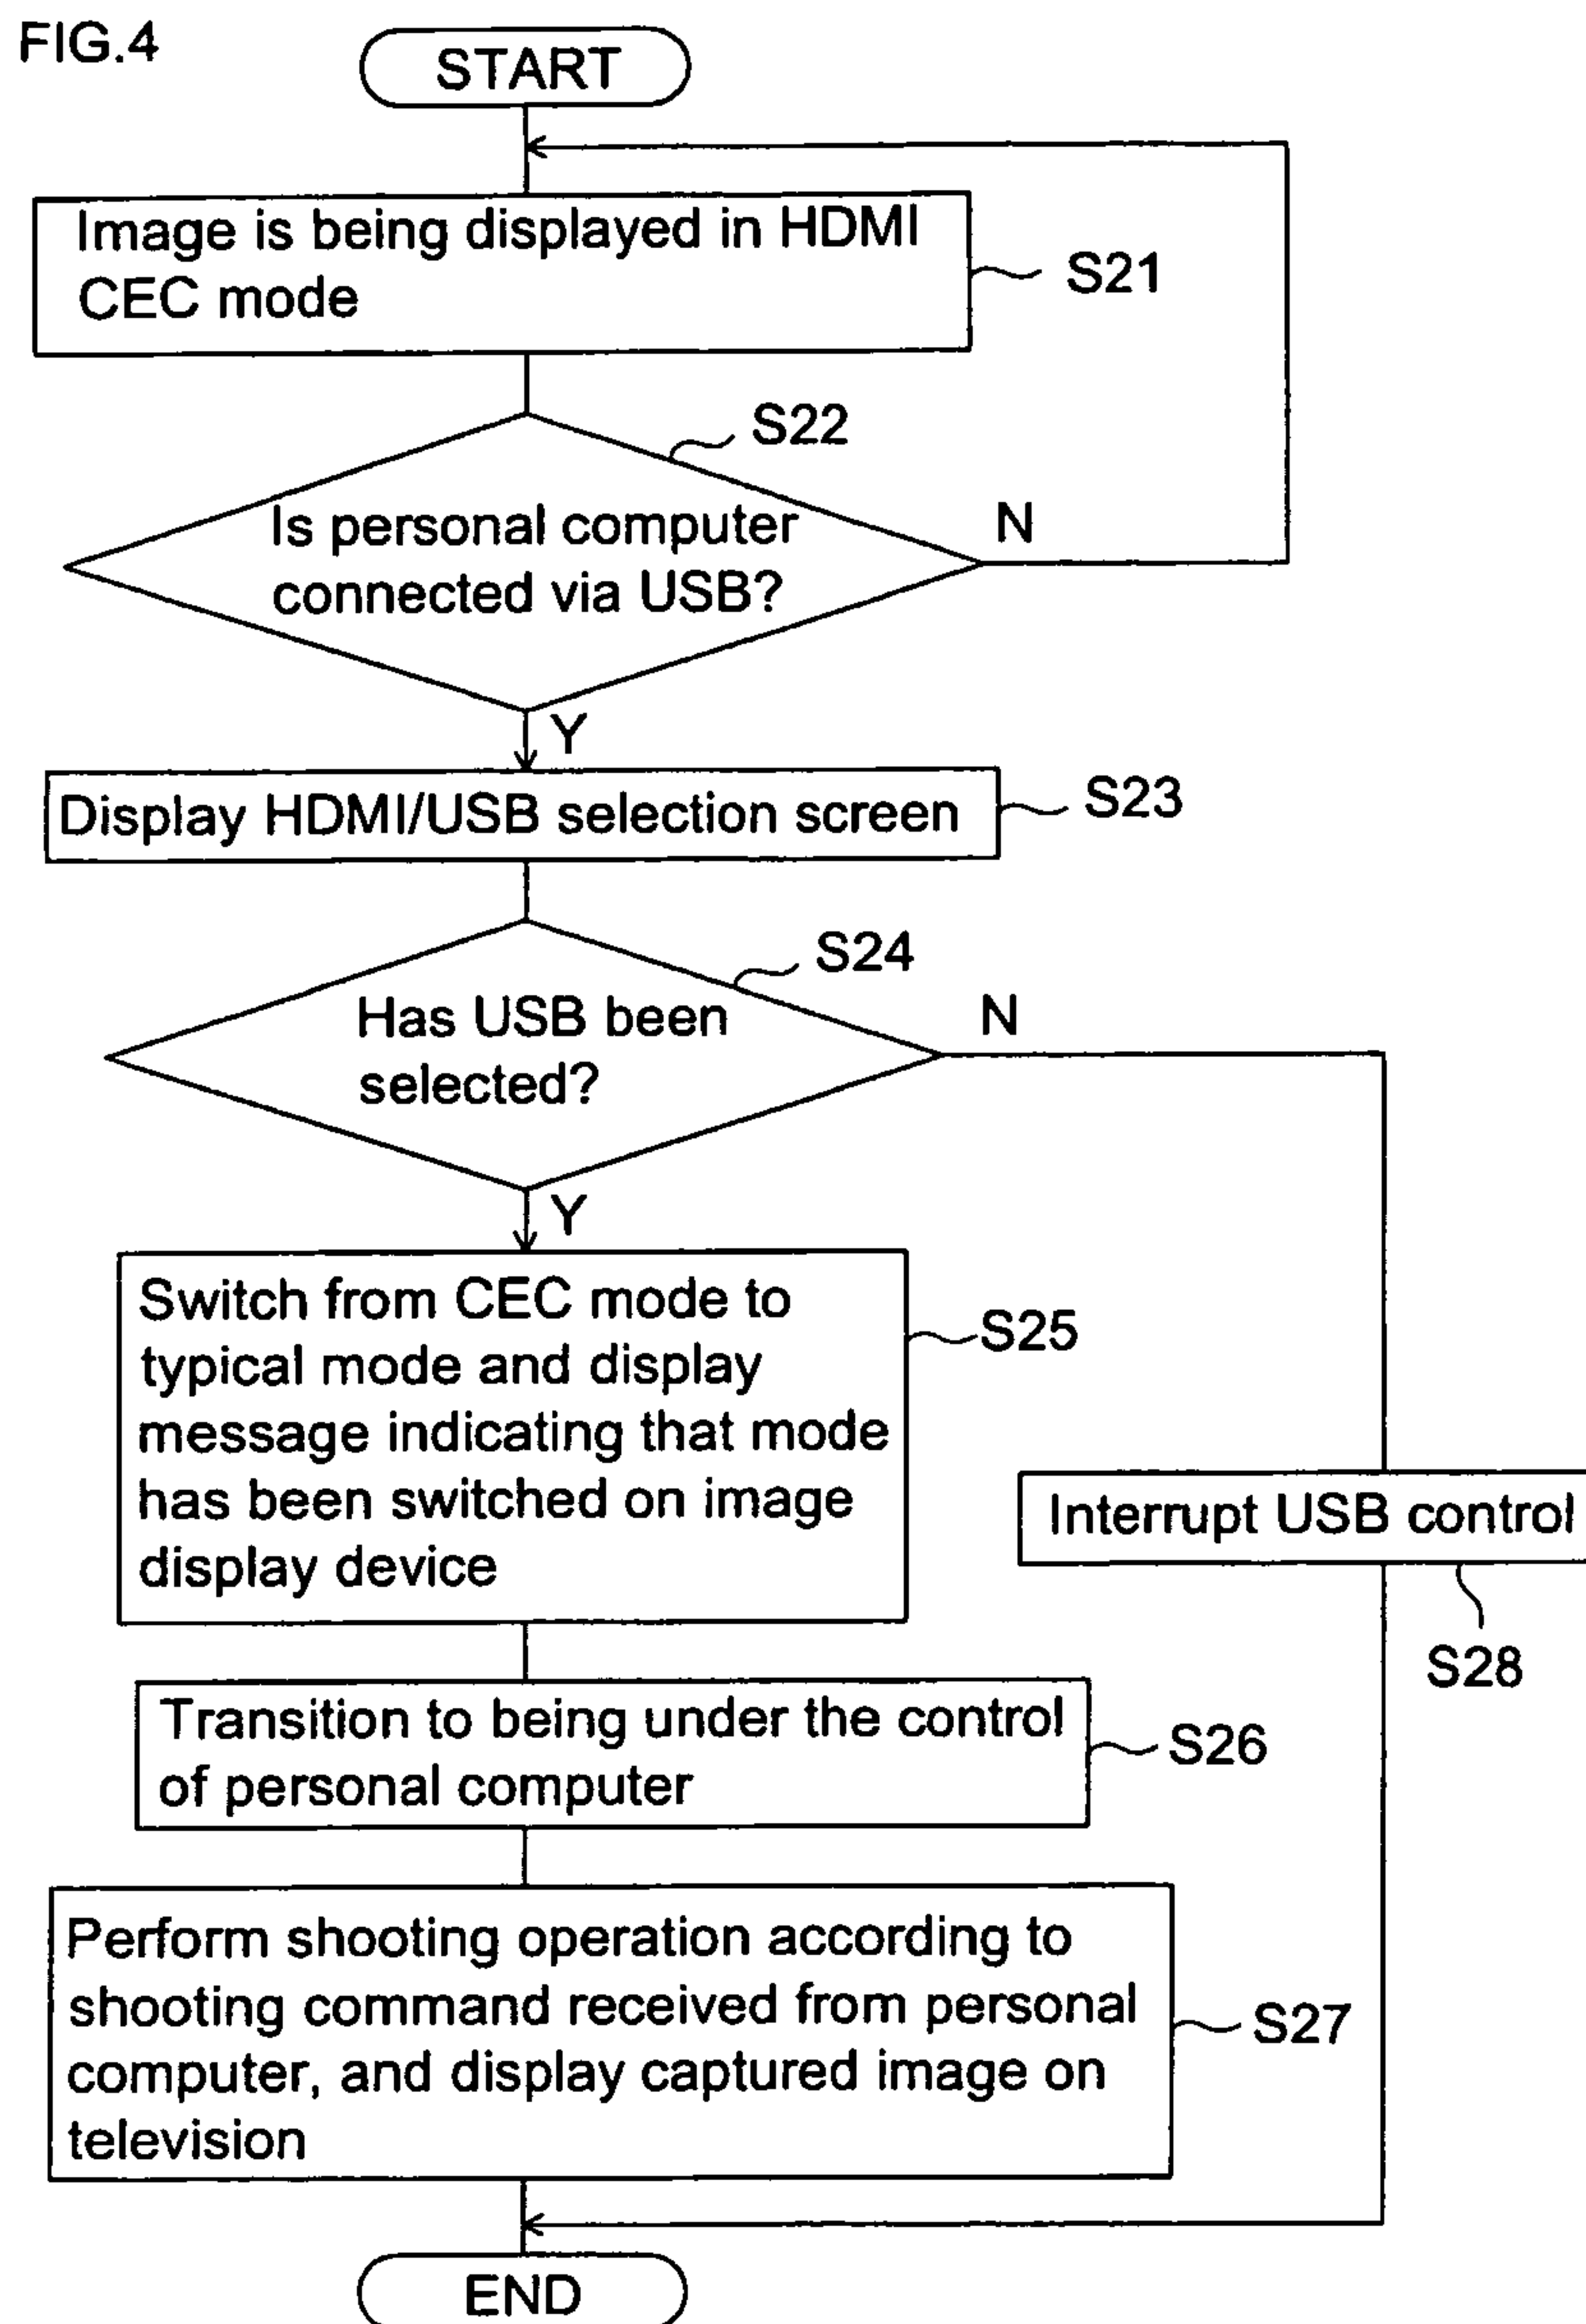 FIG.4
START
Image is being displayed in HDMI
CEC mode
S21
S22
Is personal computer
connected via USB?
N
Y
Display HDMI/USB selection screen
S23
S24
Has USB been
selected?
N
Y
Switch from CEC mode to
typical mode and display
message indicating that mode
has been switched on image
display device
S25
Interrupt USB control
S28
Transition to being under the control
of personal computer
S26
Perform shooting operation according to
shooting command received from personal
computer, and display captured image on
television
S27
END